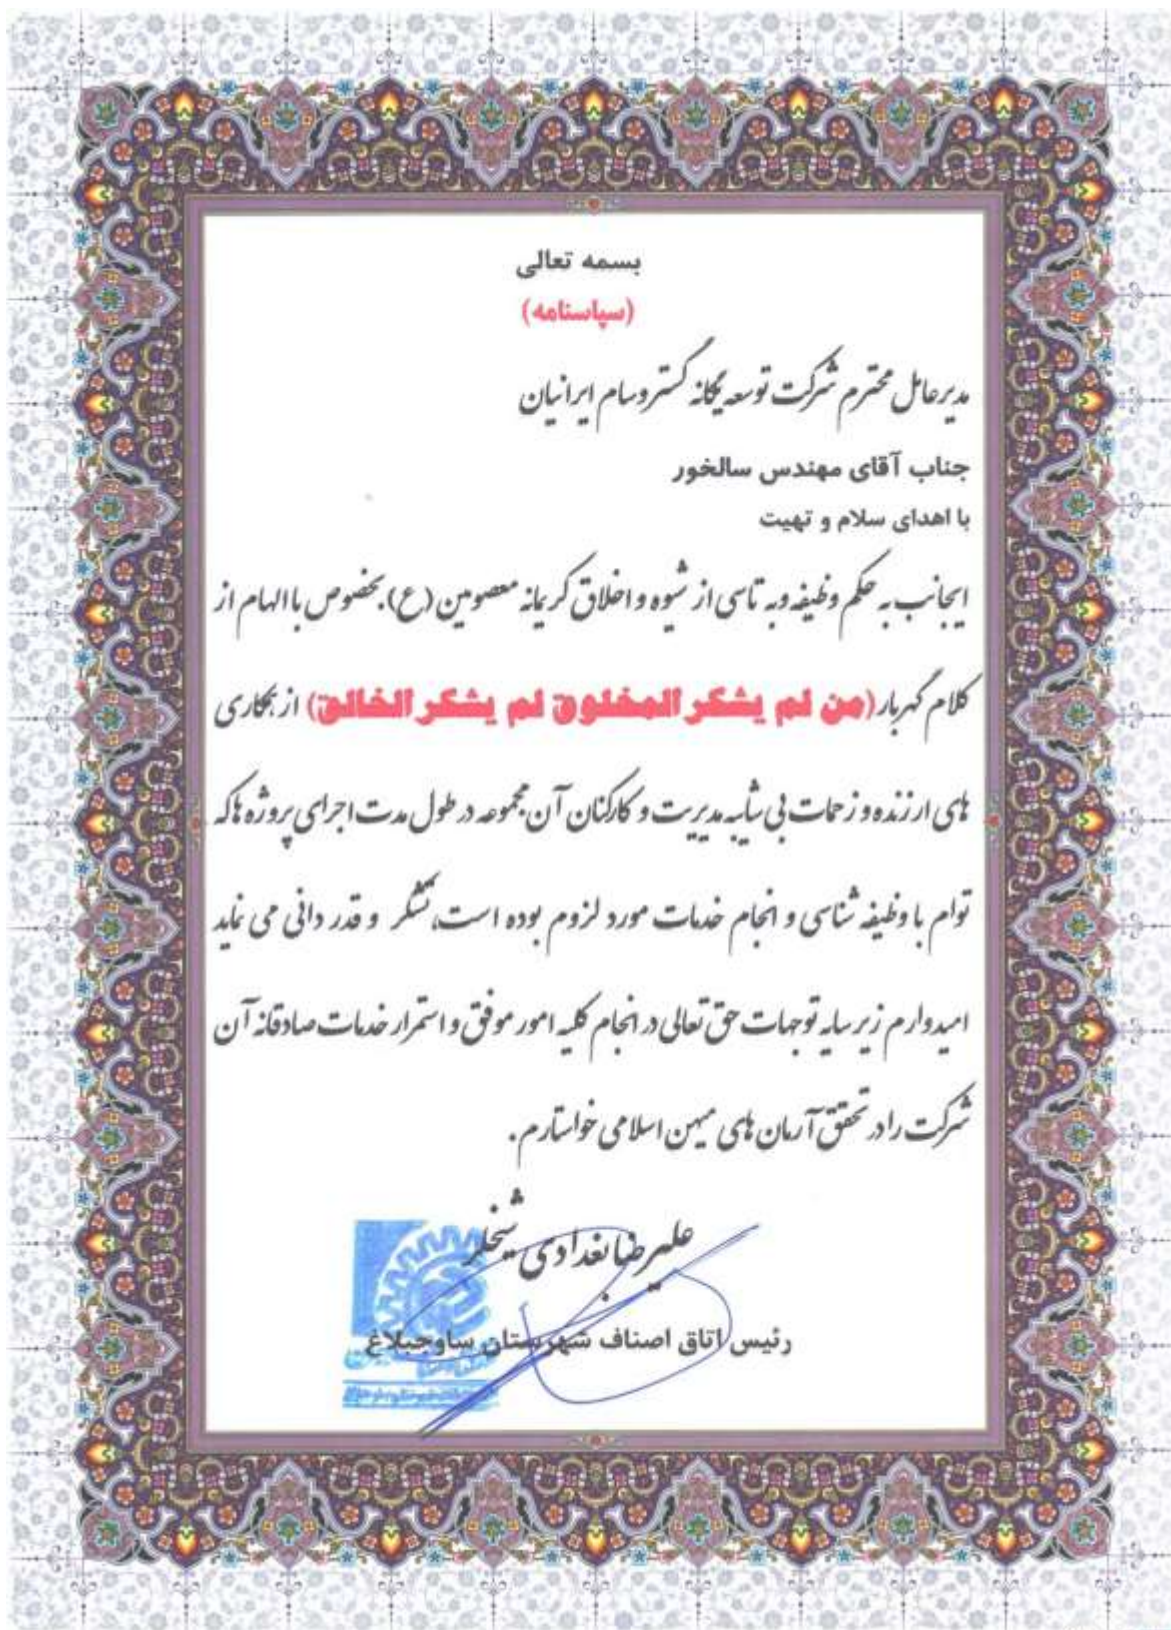 بسمه تعالی
(سپاسنامه)
مدیرعامل محترم شرکت توسعه یگانه گستر وسام ایرانیان
جناب آقای مهندس سالخور
با اهدای سلام و تهیت
اینجانب به حکم وظیفه و به تاسی از شیوه و اخلاق کریمانه معصومین (ع)، بخصوص با الهام از
کلام گهربار (من لم یشکر المخلوق لم یشکر الخالق) از همکاری
های ارزنده و زحمات بی شائبه مدیریت و کارکنان آن مجموعه در طول مدت اجرای پروژه ها که
توام با وظیفه شناسی و انجام خدمات مورد لزوم بوده است، تشکر و قدر دانی می نماید
امیدوارم زیر سایه توجهات حق تعالی در انجام کلیه امور موفق و استمرار خدمات صادقانه آن
شرکت را در تحقق آرمان های میهن اسلامی خواستارم.
علیرضا بغدادی شیخلر
رئیس اتاق اصناف شهرستان ساوجبلاغ